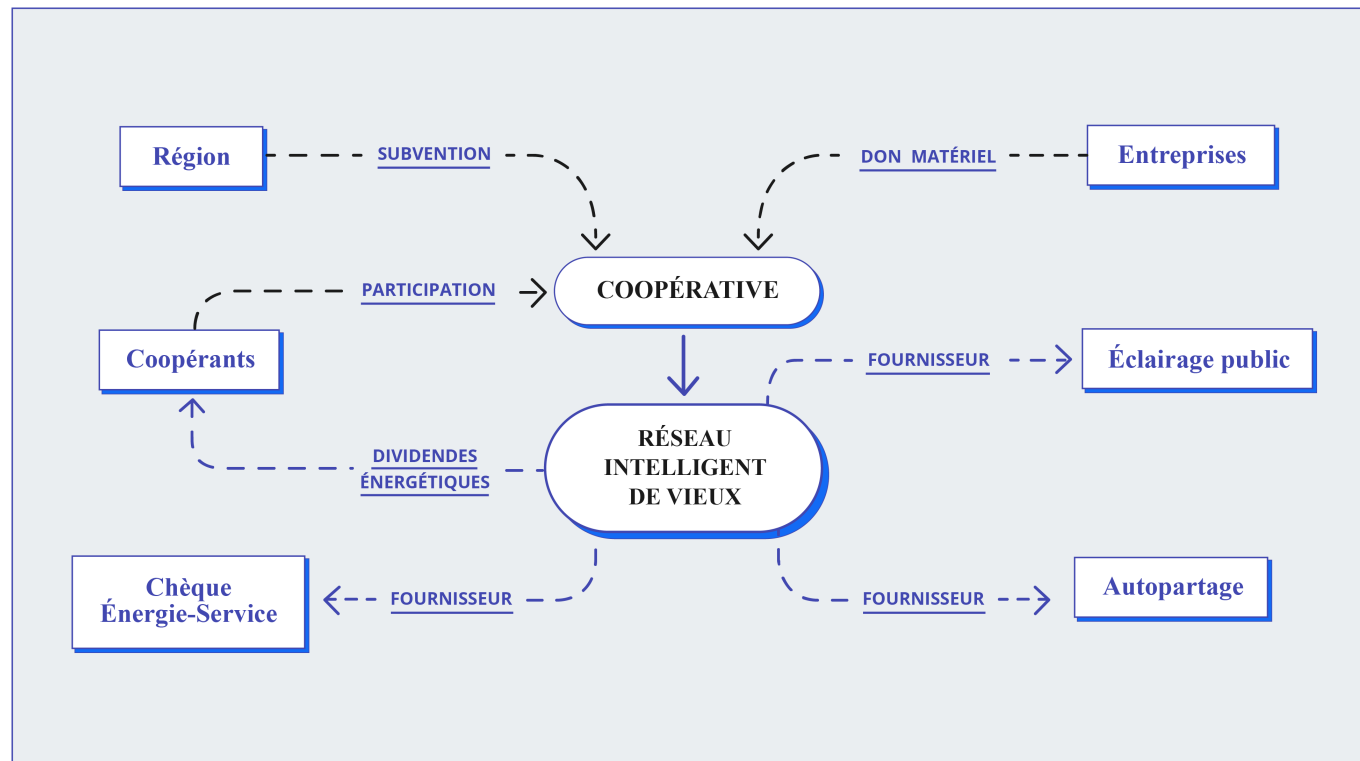 Région
SUBVENTION
DON MATÉRIEL
Entreprises
PARTICIPATION
COOPÉRATIVE
Coopérants
FOURNISSEUR
Éclairage public
DIVIDENDES
ÉNERGÉTIQUES
RÉSEAU
INTELLIGENT
DE VIEUX
Chèque
Énergie-Service
FOURNISSEUR
FOURNISSEUR
Autopartage